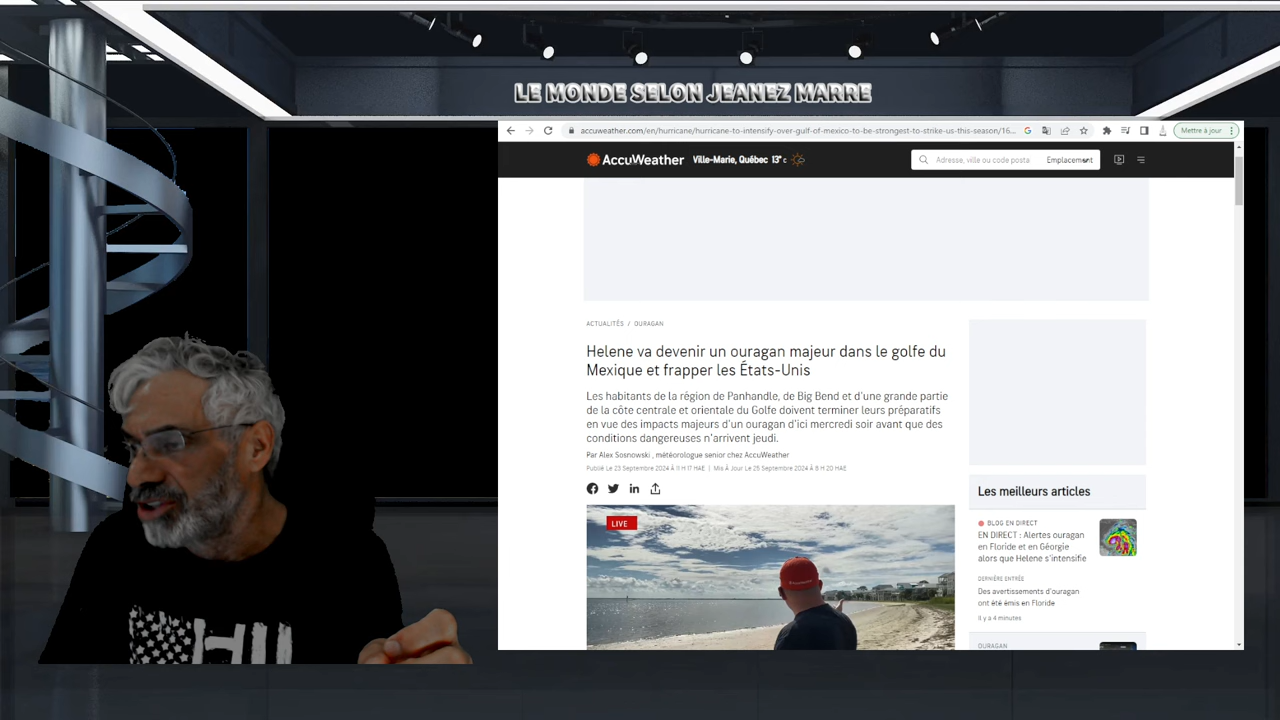 LE MONDE SELON JEANEZ MARRE
accuweather.com/en/hurricane/hurricane-to-intensify-over-gulf-of-mexico-to-be-strongest-to-strike-us-this-season/16...
Mettre à jour
AccuWeather Ville-Marie, Québec 13° c
Adresse, ville ou code posta Emplacement
ACTUALITÉS / OURAGAN
Helene va devenir un ouragan majeur dans le golfe du
Mexique et frapper les États-Unis
Les habitants de la région de Panhandle, de Big Bend et d'une grande partie
de la côte centrale et orientale du Golfe doivent terminer leurs préparatifs
en vue des impacts majeurs d'un ouragan d'ici mercredi soir avant que des
conditions dangereuses n'arrivent jeudi.
Par Alex Sosnowski , météorologue senior chez AccuWeather
Publié Le 23 Septembre 2024 À 11 H 17 HAE | Mis À Jour Le 25 Septembre 2024 À 8 H 20 HAE
LIVE
Les meilleurs articles
BLOG EN DIRECT
EN DIRECT : Alertes ouragan
en Floride et en Géorgie
alors que Helene s'intensifie
DERNIÈRE ENTRÉE
Des avertissements d'ouragan
ont été émis en Floride
Il y a 4 minutes
OURAGAN